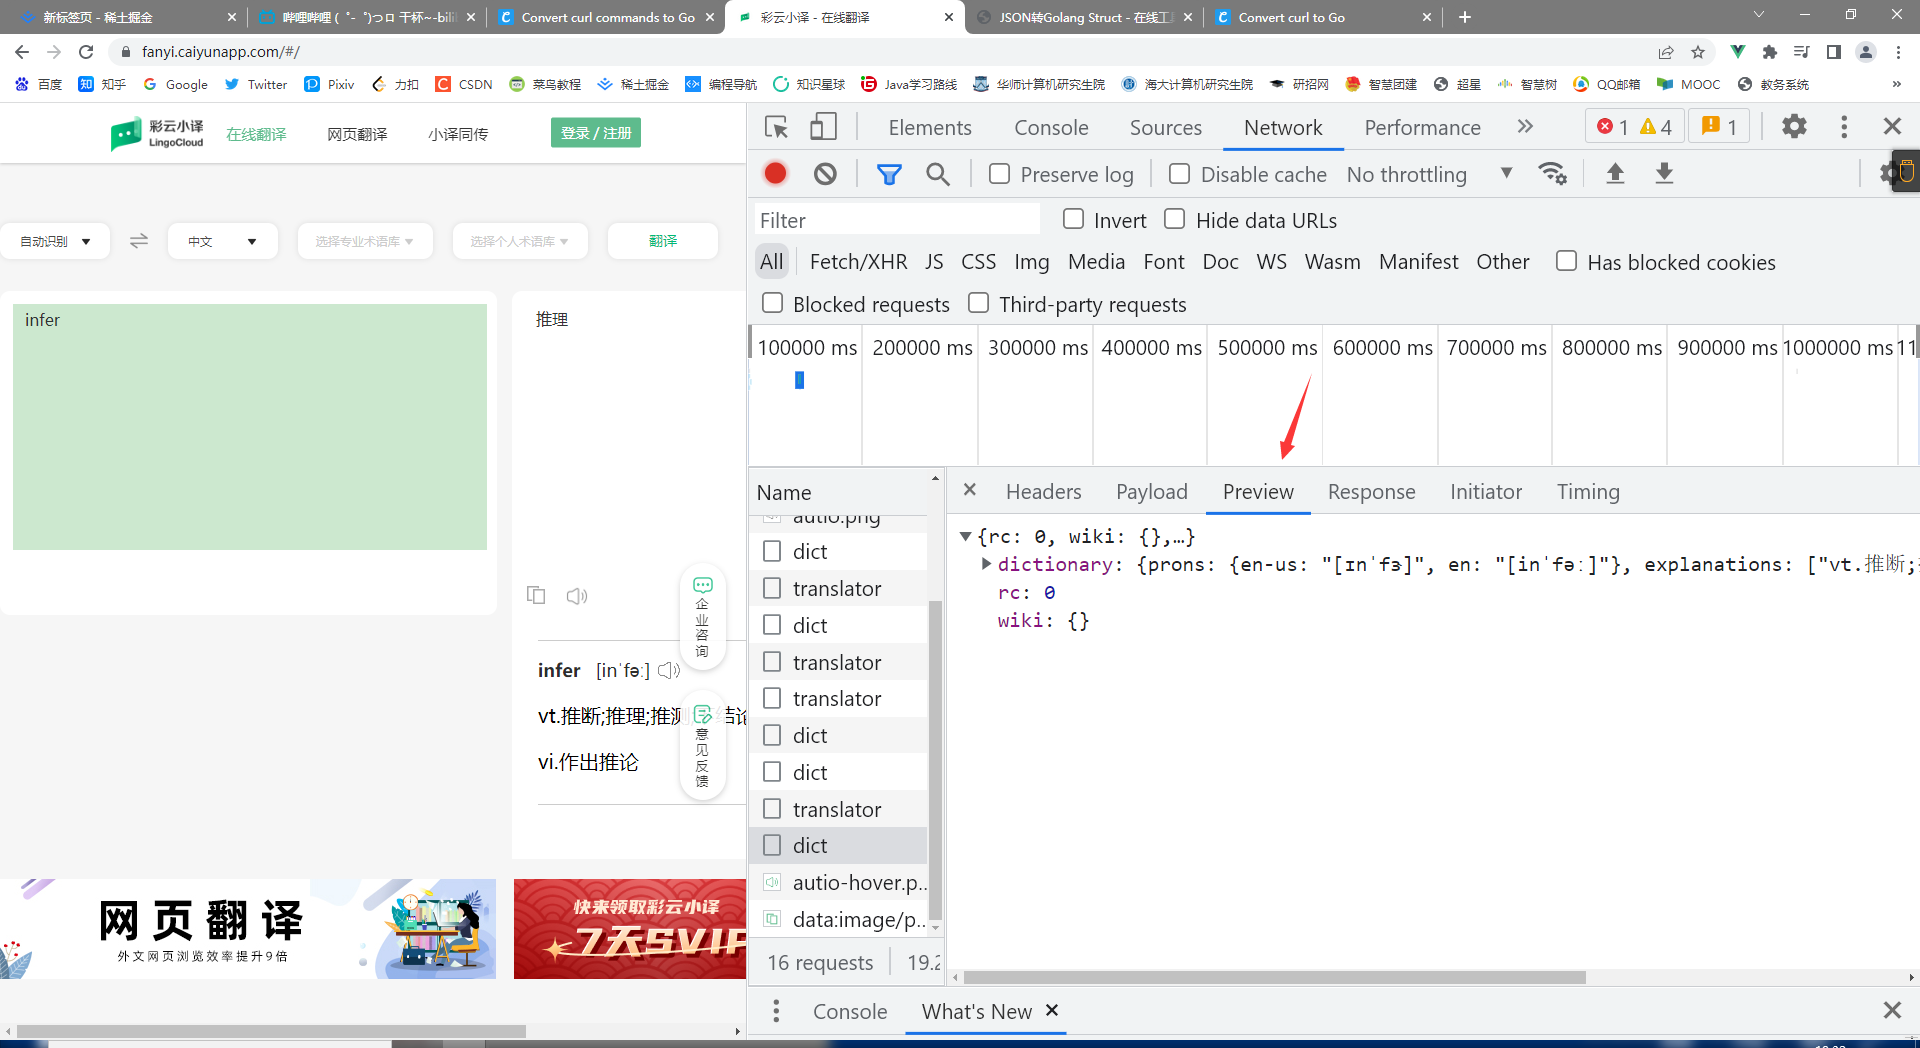 新标签页 - 稀土掘金
哔哩哔哩 (゜-゜)つロ 干杯~-bili
Convert curl commands to Go
彩云小译 - 在线翻译
JSON转Golang Struct - 在线工
Convert curl to Go
fanyi.caiyunapp.com/#/
百度
知乎
Google
Twitter
Pixiv
力扣
CSDN
菜鸟教程
稀土掘金
编程导航
知识星球
Java学习路线
华师计算机研究生院
海大计算机研究生院
研招网
智慧团建
超星
智慧树
QQ邮箱
MOOC
教务系统
»
彩云小译
LingoCloud
在线翻译
网页翻译
小译同传
登录 / 注册
自动识别
中文
选择专业术语库
选择个人术语库
翻译
infer
推理
企业咨询
infer [inˈfəː]
vt.推断;推理;推测
结论
vi.作出推论
意见反馈
网页翻译
外文网页浏览效率提升9倍
快来领取彩云小译
7天SVIP
Elements
Console
Sources
Network
Performance
»
1
4
1
Preserve log
Disable cache
No throttling
Filter
Invert
Hide data URLs
All
Fetch/XHR
JS
CSS
Img
Media
Font
Doc
WS
Wasm
Manifest
Other
Has blocked cookies
Blocked requests
Third-party requests
100000 ms
200000 ms
300000 ms
400000 ms
500000 ms
600000 ms
700000 ms
800000 ms
900000 ms
1000000 ms
11
Name
autio.png
dict
translator
dict
translator
translator
dict
dict
translator
dict
autio-hover.p...
data:image/p...
16 requests
19.2
Headers
Payload
Preview
Response
Initiator
Timing
{rc: 0, wiki: {},…}
dictionary: {prons: {en-us: "[ɪnˈfɝ]", en: "[inˈfəː]"}, explanations: ["vt.推断;
rc: 0
wiki: {}
Console
What's New